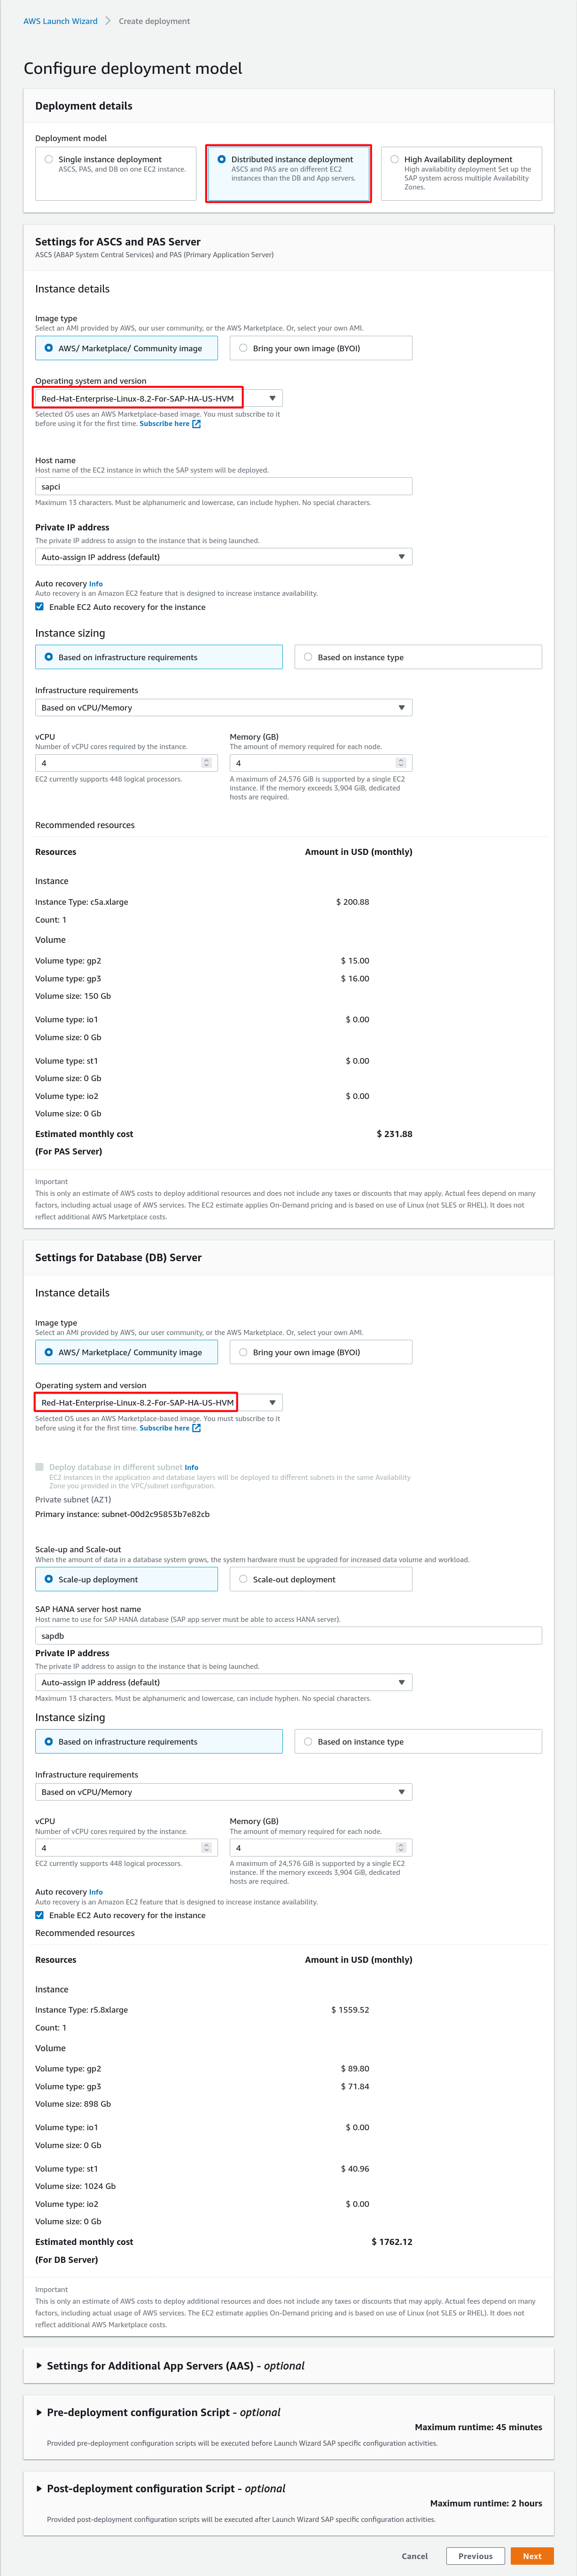 AWS Launch Wizard > Create deployment
Configure deployment model
Deployment details
Deployment model
Single instance deployment
ASCS, PAS, and DB on one EC2 instance.
Distributed instance deployment
ASCS and PAS are on different EC2
instances than the DB and App servers.
High Availability deployment
High availability deployment Set up the
SAP system across multiple Availability
Zones.
Settings for ASCS and PAS Server
ASCS (ABAP System Central Services) and PAS (Primary Application Server)
Instance details
Image type
Select an AMI provided by AWS, our user community, or the AWS Marketplace. Or, select your own AMI.
AWS/ Marketplace/ Community image
Bring your own image (BYOI)
Operating system and version
Red-Hat-Enterprise-Linux-8.2-For-SAP-HA-US-HVM
Selected OS uses an AWS Marketplace-based image. You must subscribe to it
before using it for the first time. Subscribe here
Host name
Host name of the EC2 instance in which the SAP system will be deployed.
sapci
Maximum 13 characters. Must be alphanumeric and lowercase, can include hyphen. No special characters.
Private IP address
The private IP address to assign to the instance that is being launched.
Auto-assign IP address (default)
Auto recovery Info
Auto recovery is an Amazon EC2 feature that is designed to increase instance availability.
Enable EC2 Auto recovery for the instance
Instance sizing
Based on infrastructure requirements
Based on instance type
Infrastructure requirements
Based on vCPU/Memory
vCPU
Number of vCPU cores required by the instance.
4
EC2 currently supports 448 logical processors.
Memory (GB)
The amount of memory required for each node.
4
A maximum of 24,576 GiB is supported by a single EC2
instance. If the memory exceeds 3,904 GiB, dedicated
hosts are required.
Recommended resources
Resources Amount in USD (monthly)
Instance
Instance Type: c5a.xlarge $ 200.88
Count: 1
Volume
Volume type: gp2 $ 15.00
Volume type: gp3 $ 16.00
Volume size: 150 Gb
Volume type: io1 $ 0.00
Volume size: 0 Gb
Volume type: st1 $ 0.00
Volume size: 0 Gb
Volume type: io2 $ 0.00
Volume size: 0 Gb
Estimated monthly cost $ 231.88
(For PAS Server)
Important
This is only an estimate of AWS costs to deploy additional resources and does not include any taxes or discounts that may apply. Actual fees depend on many
factors, including actual usage of AWS services. The EC2 estimate applies On-Demand pricing and is based on use of Linux (not SLES or RHEL). It does not
reflect additional AWS Marketplace costs.
Settings for Database (DB) Server
Instance details
Image type
Select an AMI provided by AWS, our user community, or the AWS Marketplace. Or, select your own AMI.
AWS/ Marketplace/ Community image
Bring your own image (BYOI)
Operating system and version
Red-Hat-Enterprise-Linux-8.2-For-SAP-HA-US-HVM
Selected OS uses an AWS Marketplace-based image. You must subscribe to it
before using it for the first time. Subscribe here
Deploy database in different subnet Info
EC2 instances in the application and database layers will be deployed to different subnets in the same Availability
Zone you provided in the VPC/subnet configuration.
Private subnet (AZ1)
Primary instance: subnet-00d2c95853b7e82cb
Scale-up and Scale-out
When the amount of data in a database system grows, the system hardware must be upgraded for increased data volume and workload.
Scale-up deployment
Scale-out deployment
SAP HANA server host name
Host name to use for SAP HANA database (SAP app server must be able to access HANA server).
sapdb
Private IP address
The private IP address to assign to the instance that is being launched.
Auto-assign IP address (default)
Maximum 13 characters. Must be alphanumeric and lowercase, can include hyphen. No special characters.
Instance sizing
Based on infrastructure requirements
Based on instance type
Infrastructure requirements
Based on vCPU/Memory
vCPU
Number of vCPU cores required by the instance.
4
EC2 currently supports 448 logical processors.
Memory (GB)
The amount of memory required for each node.
4
A maximum of 24,576 GiB is supported by a single EC2
instance. If the memory exceeds 3,904 GiB, dedicated
hosts are required.
Auto recovery Info
Auto recovery is an Amazon EC2 feature that is designed to increase instance availability.
Enable EC2 Auto recovery for the instance
Recommended resources
Resources Amount in USD (monthly)
Instance
Instance Type: r5.8xlarge $ 1559.52
Count: 1
Volume
Volume type: gp2 $ 89.80
Volume type: gp3 $ 71.84
Volume size: 898 Gb
Volume type: io1 $ 0.00
Volume size: 0 Gb
Volume type: st1 $ 40.96
Volume size: 1024 Gb
Volume type: io2 $ 0.00
Volume size: 0 Gb
Estimated monthly cost $ 1762.12
(For DB Server)
Important
This is only an estimate of AWS costs to deploy additional resources and does not include any taxes or discounts that may apply. Actual fees depend on many
factors, including actual usage of AWS services. The EC2 estimate applies On-Demand pricing and is based on use of Linux (not SLES or RHEL). It does not
reflect additional AWS Marketplace costs.
Settings for Additional App Servers (AAS) - optional
Pre-deployment configuration Script - optional
Maximum runtime: 45 minutes
Provided pre-deployment configuration scripts will be executed before Launch Wizard SAP specific configuration activities.
Post-deployment configuration Script - optional
Maximum runtime: 2 hours
Provided post-deployment configuration scripts will be executed after Launch Wizard SAP specific configuration activities.
Cancel Previous Next